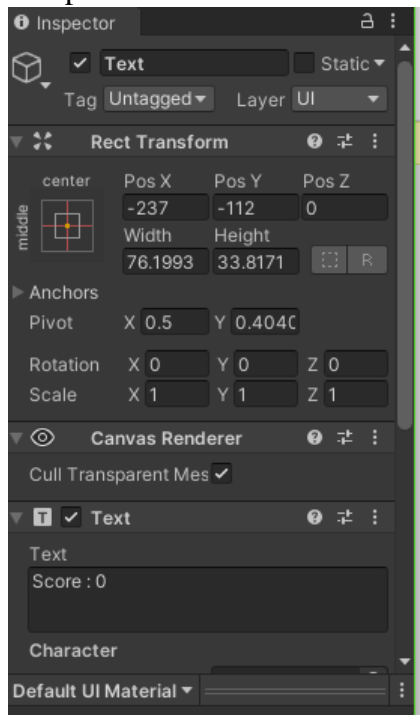 Inspector
Text Static
Tag Untagged Layer UI
Rect Transform
center Pos X Pos Y Pos Z
middle -237 -112 0
Width Height
76.1993 33.8171 R
Anchors
Pivot X 0.5 Y 0.4040
Rotation X 0 Y 0 Z 0
Scale X 1 Y 1 Z 1
Canvas Renderer
Cull Transparent Mes
T Text
Text
Score : 0
Character
Default UI Material